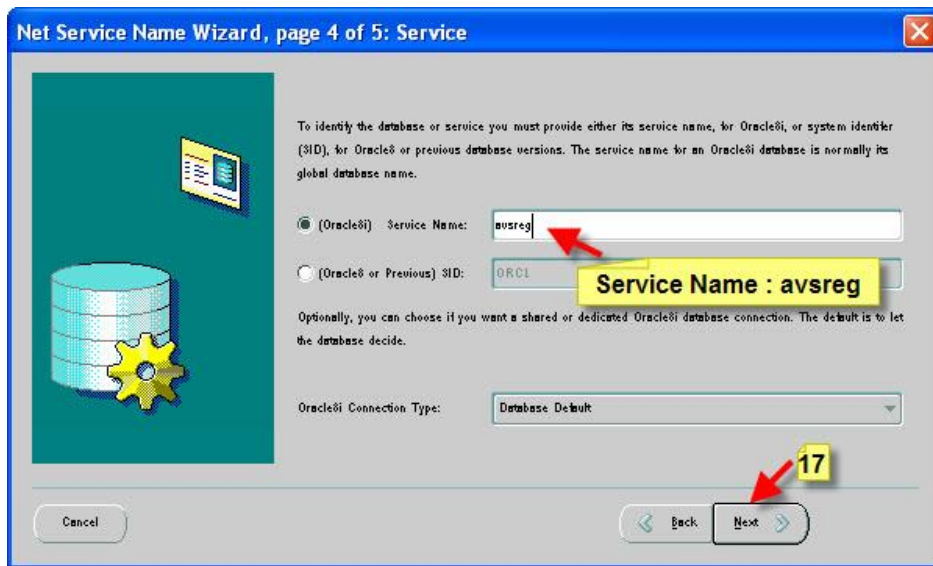 Net Service Name Wizard, page 4 of 5: Service
To identify the database or service you must provide either its service name, for Oracle8i, or system identifer
(SID), for Oracle8 or previous database versions. The service name for an Oracle8i database is normally its
global database name.
(Oracle8i) Service Name: avsreg
(Oracle8 or Previous) SID: ORCL
Service Name : avsreg
Optionally, you can choose if you want a shared or dedicated Oracle8i database connection. The default is to let
the database decide.
Oracle8i Connection Type: Database Default
17
Cancel Back Next